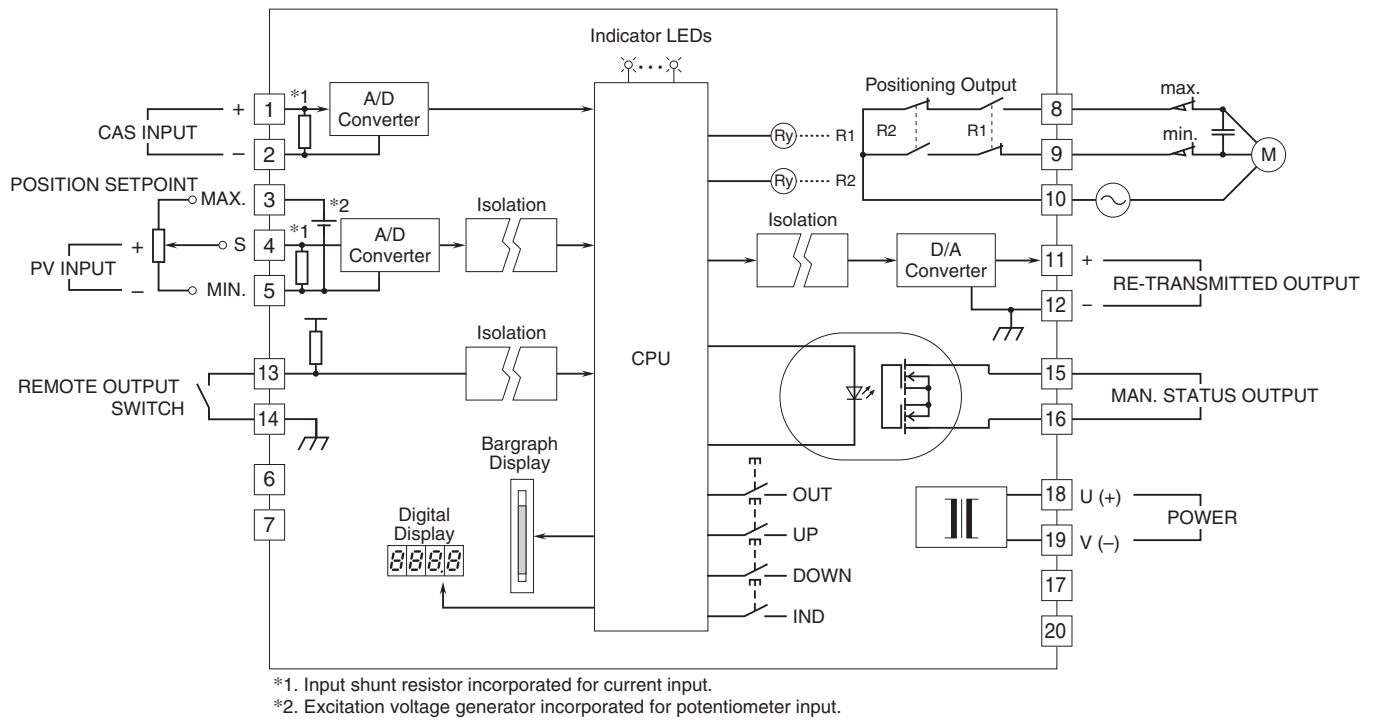 Indicator LEDs
CAS INPUT
+
–
1
2
*1
A/D
Converter
POSITION SETPOINT
MAX.
S
MIN.
PV INPUT
+
–
3
4
5
*2
*1
A/D
Converter
Isolation
REMOTE OUTPUT
SWITCH
13
14
Isolation
6
7
Bargraph
Display
Digital
Display
888.8
CPU
Positioning Output
Ry
R1
Ry
R2
R2
R1
8
9
10
max.
min.
M
Isolation
D/A
Converter
11
12
+
–
RE-TRANSMITTED OUTPUT
15
16
MAN. STATUS OUTPUT
OUT
UP
DOWN
IND
18
19
U (+)
V (–)
POWER
17
20
*1. Input shunt resistor incorporated for current input.
*2. Excitation voltage generator incorporated for potentiometer input.